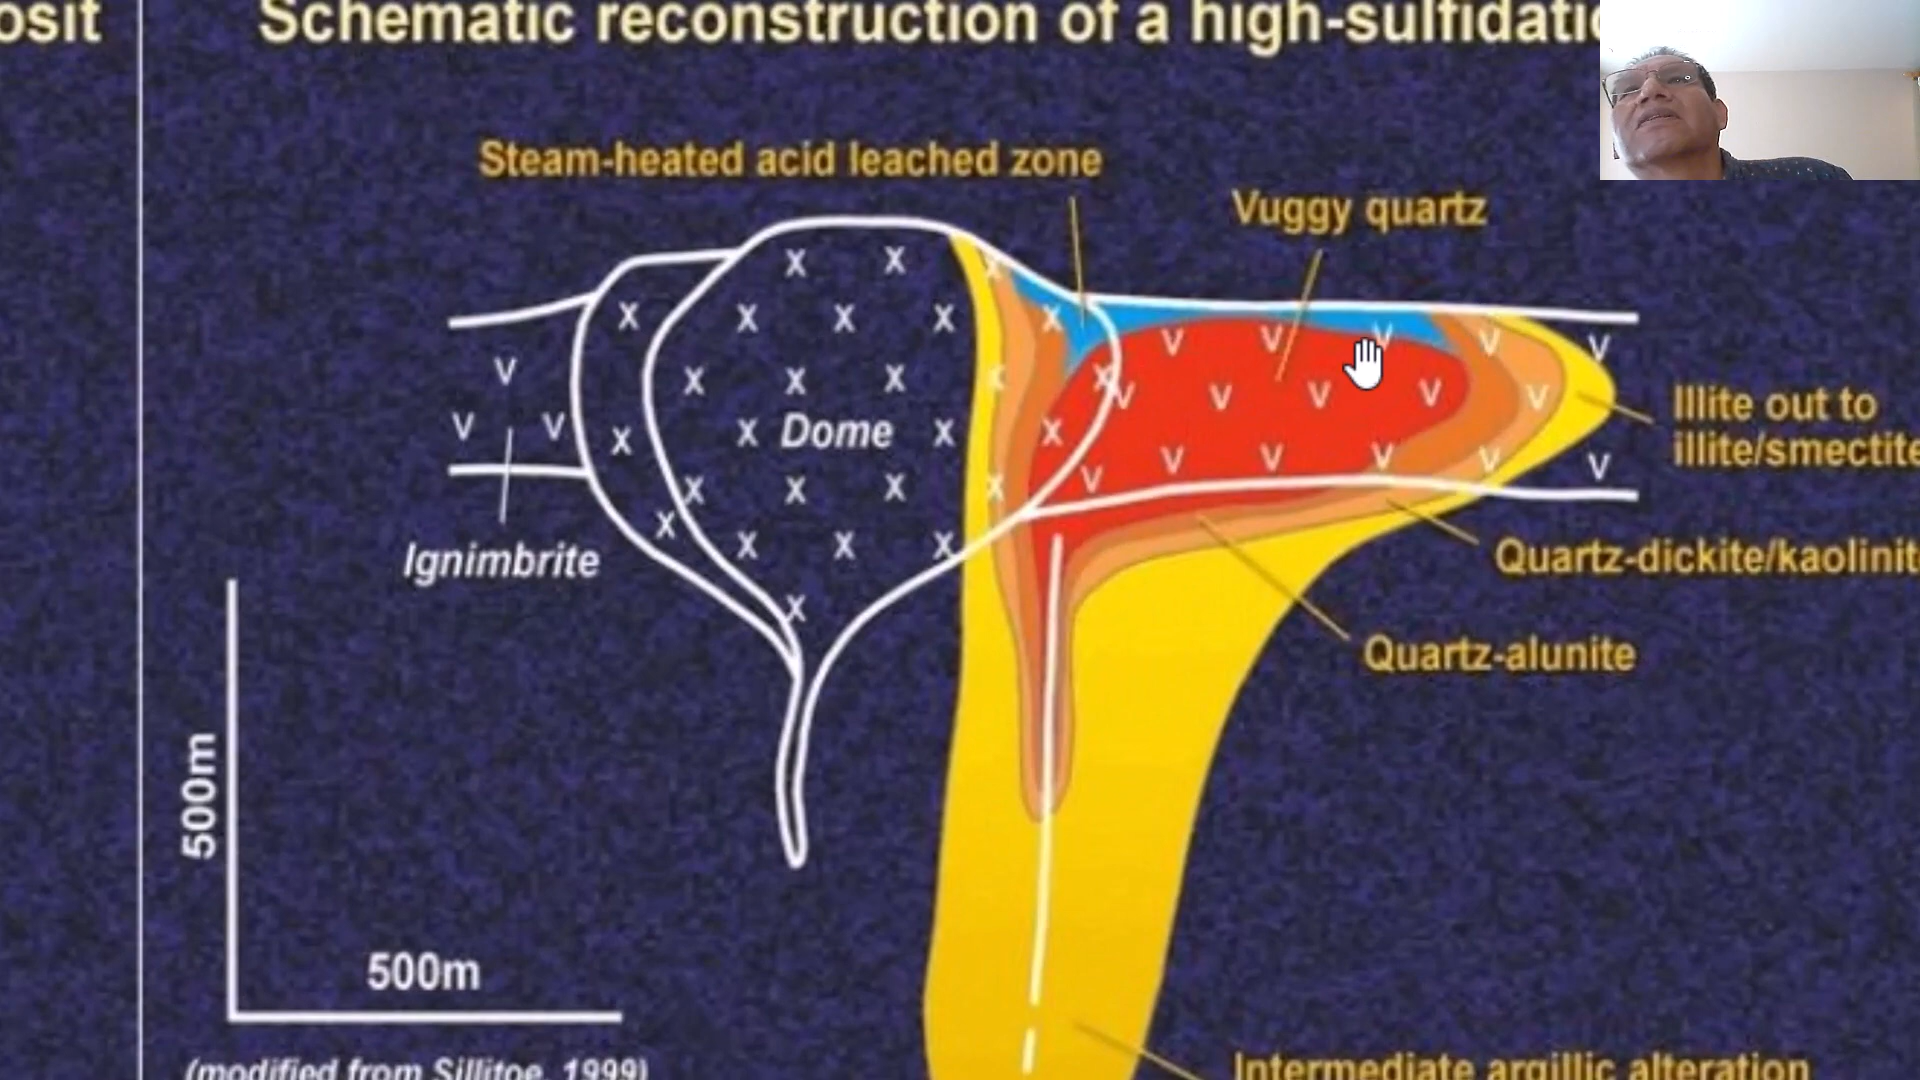 osit
Schematic reconstruction of a high-sulfidatio
Steam-heated acid leached zone
Vuggy quartz
Dome
Illite out to
illite/smectite
Ignimbrite
Quartz-dickite/kaolinit
Quartz-alunite
500m
500m
(modified from Sillitoe, 1999)
Intermediate argillic alteration